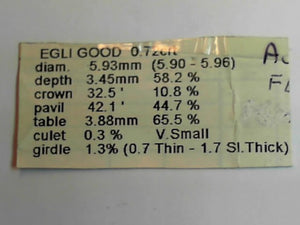 EGLI GOOD 0.72crt
diam. 5.93mm (5.90 - 5.96)
depth 3.45mm 58.2 %
crown 32.5 ' 10.8 %
pavil 42.1 ' 44.7 %
table 3.88mm 65.5 %
culet 0.3 % V.Small
girdle 1.3% (0.7 Thin - 1.7 Sl.Thick)